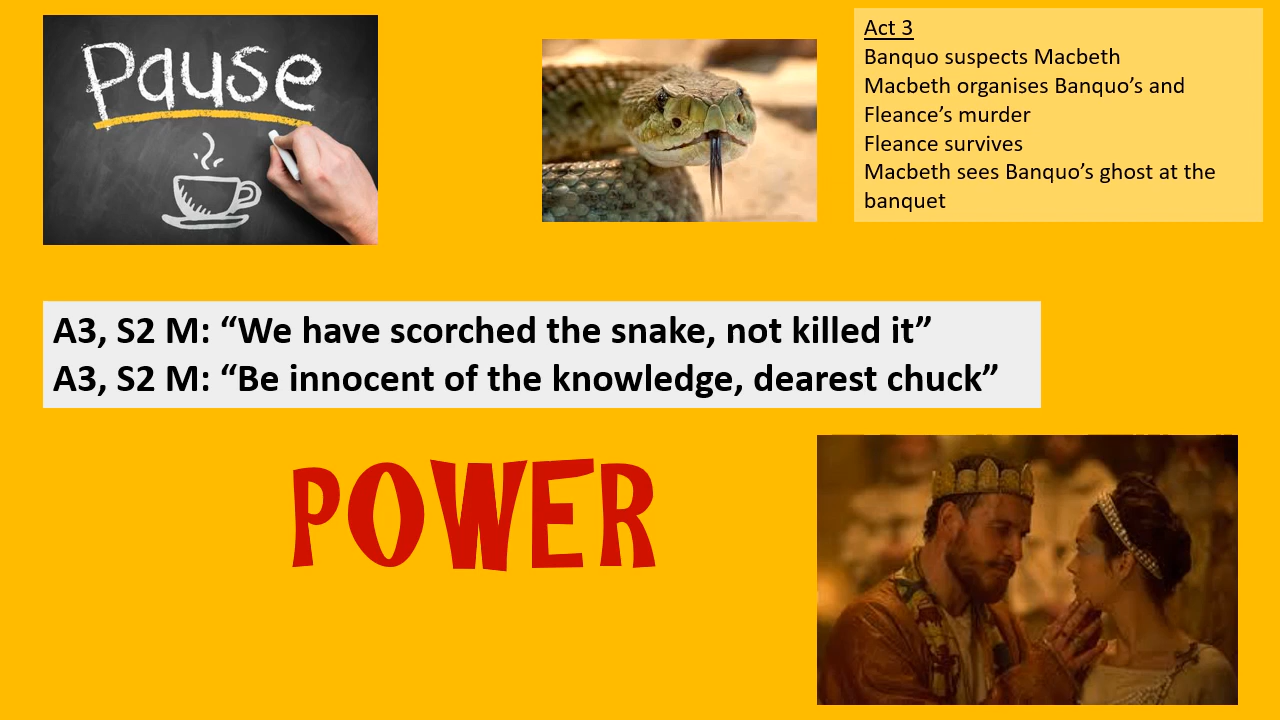 Pause
Act 3
Banquo suspects Macbeth
Macbeth organises Banquo’s and
Fleance’s murder
Fleance survives
Macbeth sees Banquo’s ghost at the
banquet
A3, S2 M: “We have scorched the snake, not killed it”
A3, S2 M: “Be innocent of the knowledge, dearest chuck”
POWER